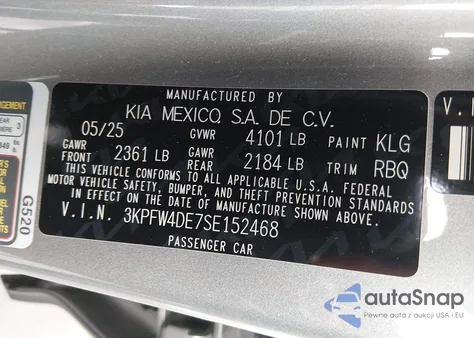 MANUFACTURED BY
KIA MEXICO, S.A. DE C.V.
05/25 GVWR 4101 LB PAINT KLG
GAWR FRONT 2361 LB GAWR REAR 2184 LB TRIM RBQ
THIS VEHICLE CONFORMS TO ALL APPLICABLE U.S.A. FEDERAL
MOTOR VEHICLE SAFETY, BUMPER, AND THEFT PREVENTION STANDARDS
IN EFFECT ON THE DATE OF MANUFACTURE SHOWN ABOVE.
V.I.N. 3KPFW4DE7SE152468
PASSENGER CAR
G5520
V.I
autoSnap
Pewne auta z aukcji USA i EU